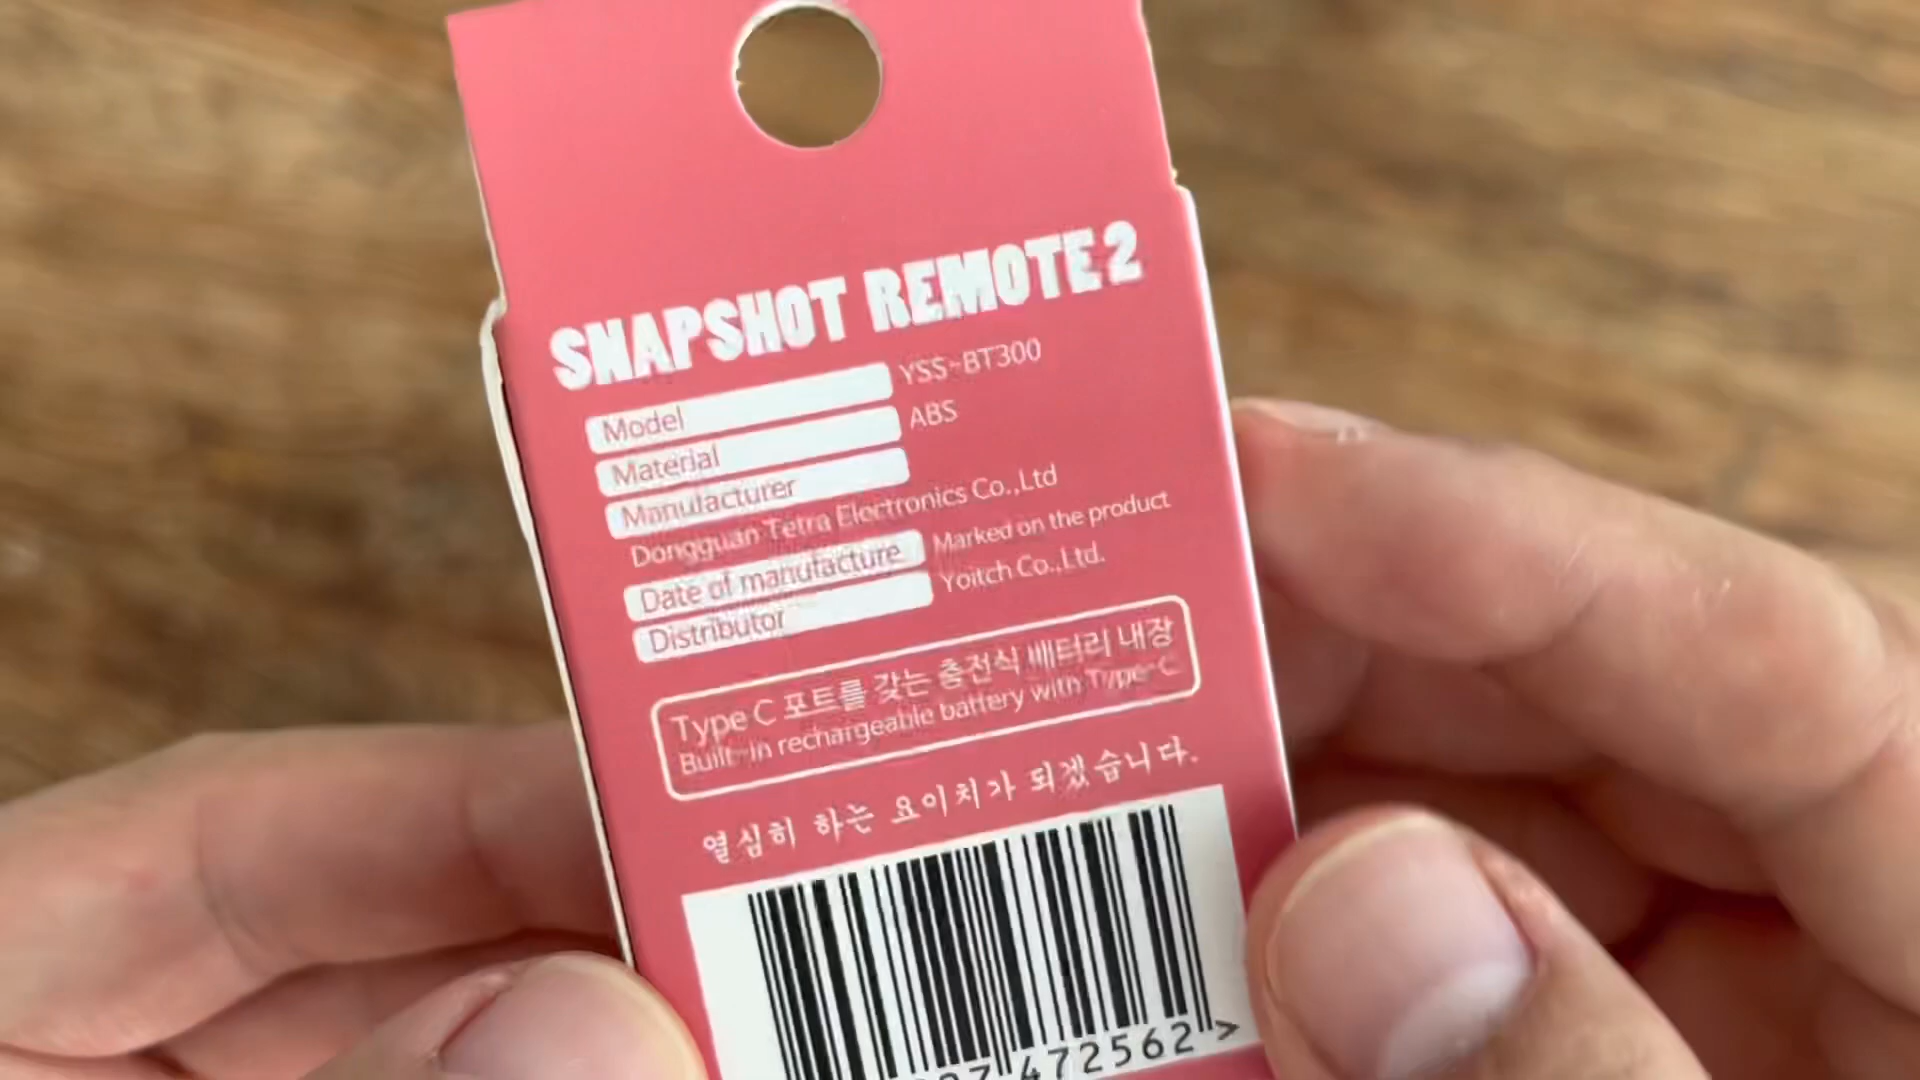 SNAPSHOT REMOTE 2
Model YSS-BT300
Material ABS
Manufacturer
Dongguan Tetra Electronics Co.,Ltd
Date of manufacture Marked on the product
Distributor Yoitch Co.,Ltd.
Type C 포트를 갖는 충전식 배터리 내장
Built-in rechargeable battery with Type C
열심히 하는 요이치가 되겠습니다.
472562 >